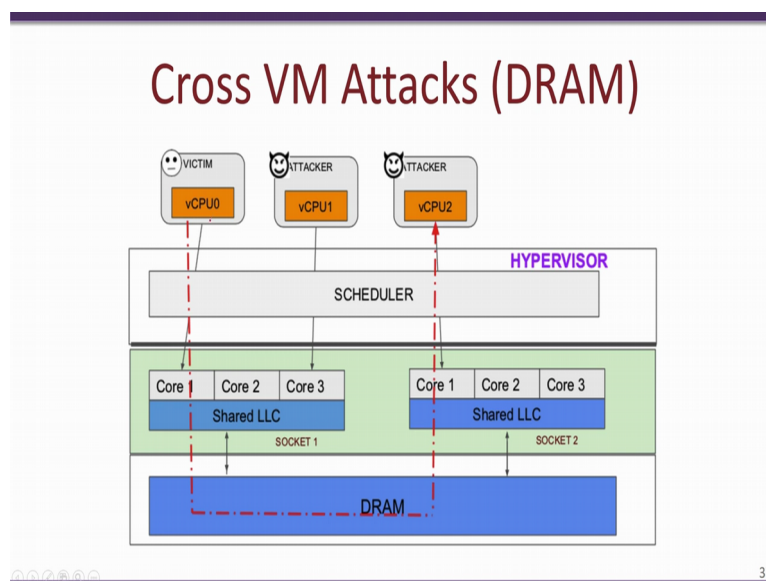 Cross VM Attacks (DRAM)
VICTIM
ATTACKER
ATTACKER
vCPU0
vCPU1
vCPU2
HYPERVISOR
SCHEDULER
Core 1
Core 2
Core 3
Core 1
Core 2
Core 3
Shared LLC
Shared LLC
SOCKET 1
SOCKET 2
DRAM
3